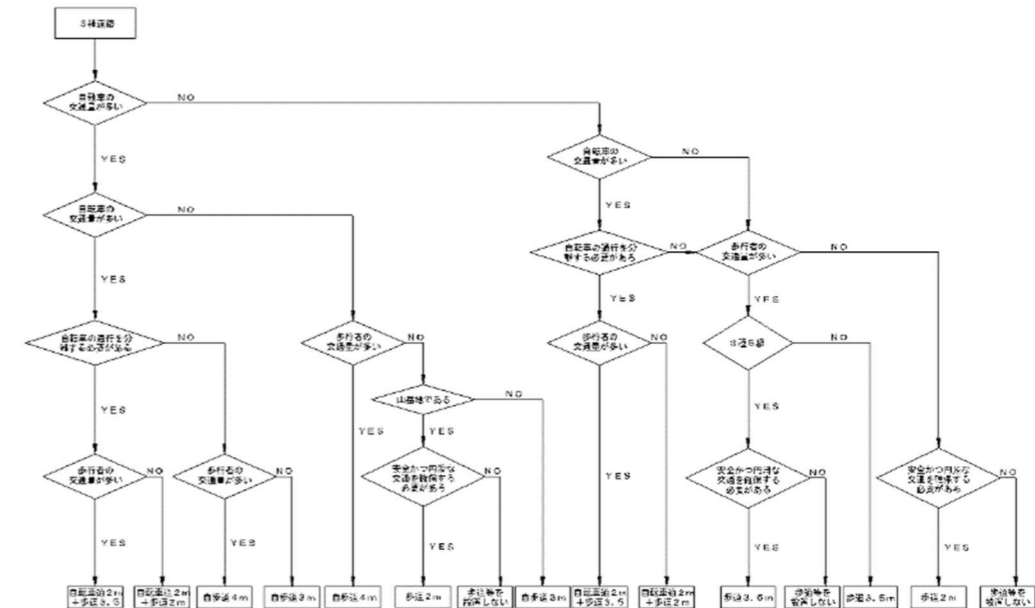 3種道路
自動車の
交通量が多い
NO
YES
自転車の
交通量が多い
NO
YES
自転車の
交通量が多い
NO
YES
自転車の通行を分
離する必要がある
NO
歩行者の
交通量が多い
NO
YES
YES
自転車の通行を分
離する必要がある
NO
歩行者の
交通量が多い
NO
歩行者の
交通量が多い
NO
3種5級
NO
YES
山基地である
NO
YES
YES
YES
YES
歩行者の
交通量が多い
NO
歩行者の
交通量が多い
NO
安全かつ円滑な
交通を確保する
必要がある
NO
YES
安全かつ円滑な
交通を確保する
必要がある
NO
安全かつ円滑な
交通を確保する
必要がある
NO
YES
YES
YES
YES
YES
自転車道2m
+歩道3.5
自転車道2m
+歩道2m
自歩道4m
自歩道3m
自歩道4m
歩道2m
歩道等を
設置しない
自歩道3m
自転車道2m
+歩道3.5
自転車道2m
+歩道2m
歩道3.5m
歩道等を
設置しない
歩道3.5m
歩道2m
歩道等を
設置しない